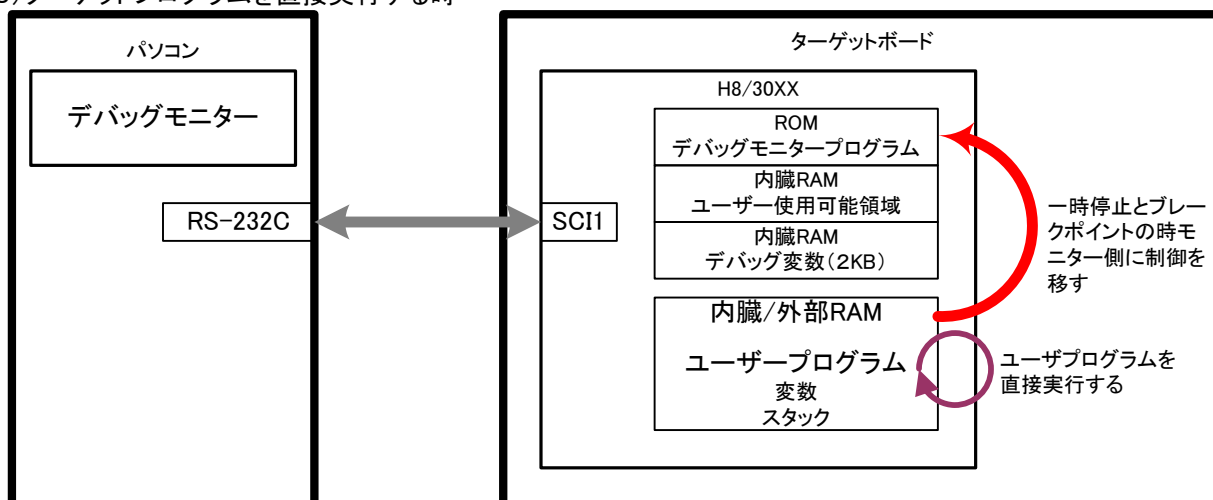 パソコン
デバッグモニター
RS-232C
ターゲットボード
H8/30XX
ROM
デバッグモニタープログラム
内臓RAM
ユーザー使用可能領域
内臓RAM
デバッグ変数(2KB)
SCI1
内臓/外部RAM
ユーザープログラム
変数
スタック
一時停止とブレー
クポイントの時モ
ニター側に制御を
移す
ユーザプログラムを
直接実行する